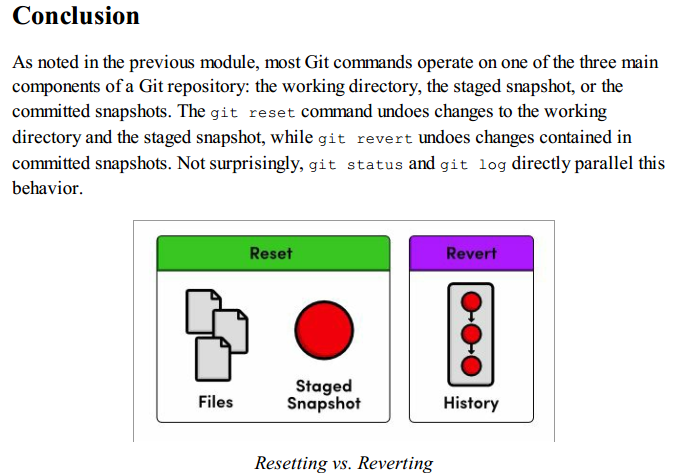 Conclusion
As noted in the previous module, most Git commands operate on one of the three main
components of a Git repository: the working directory, the staged snapshot, or the
committed snapshots. The git reset command undoes changes to the working
directory and the staged snapshot, while git revert undoes changes contained in
committed snapshots. Not surprisingly, git status and git log directly parallel this
behavior.
Reset
Revert
Files
Staged
Snapshot
History
Resetting vs. Reverting